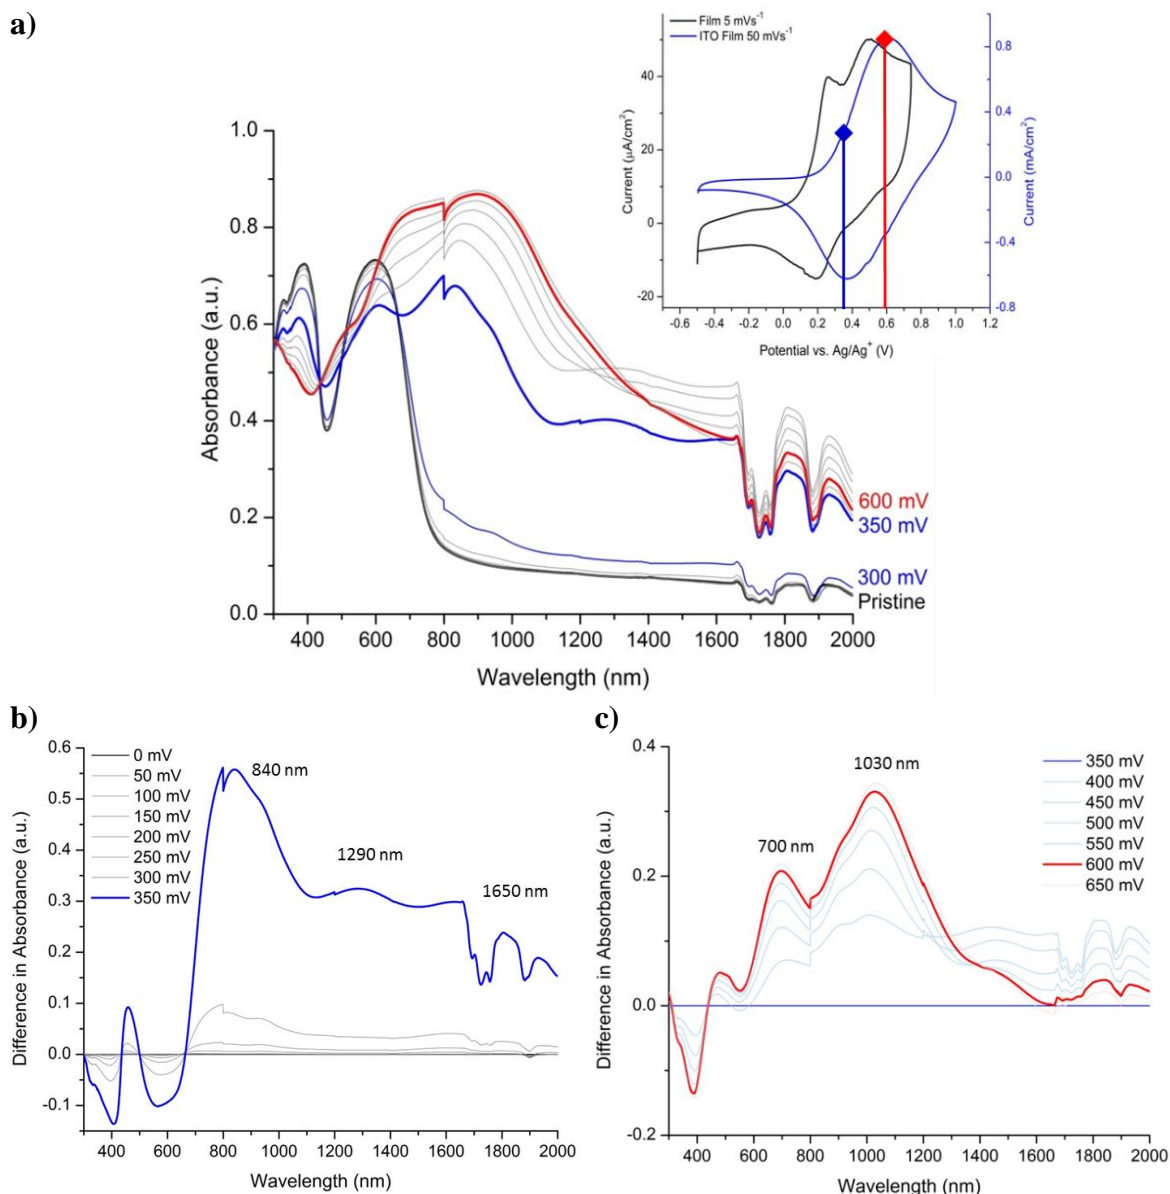 a)
Film 5 mVs⁻¹
ITO Film 50 mVs⁻¹
Current (μA/cm²)
40
20
0
-20
0.8
0.4
0.0
-0.4
-0.8
Current (mA/cm²)
-0.6 -0.4 -0.2 0.0 0.2 0.4 0.6 0.8 1.0 1.2
Potential vs. Ag/Ag⁺ (V)
Absorbance (a.u.)
1.0
0.8
0.6
0.4
0.2
0.0
600 mV
350 mV
300 mV
Pristine
400 600 800 1000 1200 1400 1600 1800 2000
Wavelength (nm)
b)
Difference in Absorbance (a.u.)
0.6
0.5
0.4
0.3
0.2
0.1
0.0
-0.1
0 mV
50 mV
100 mV
150 mV
200 mV
250 mV
300 mV
350 mV
840 nm
1290 nm
1650 nm
400 600 800 1000 1200 1400 1600 1800 2000
Wavelength (nm)
c)
Difference in Absorbance (a.u.)
0.4
0.2
0.0
-0.2
700 nm
1030 nm
350 mV
400 mV
450 mV
500 mV
550 mV
600 mV
650 mV
400 600 800 1000 1200 1400 1600 1800 2000
Wavelength (nm)